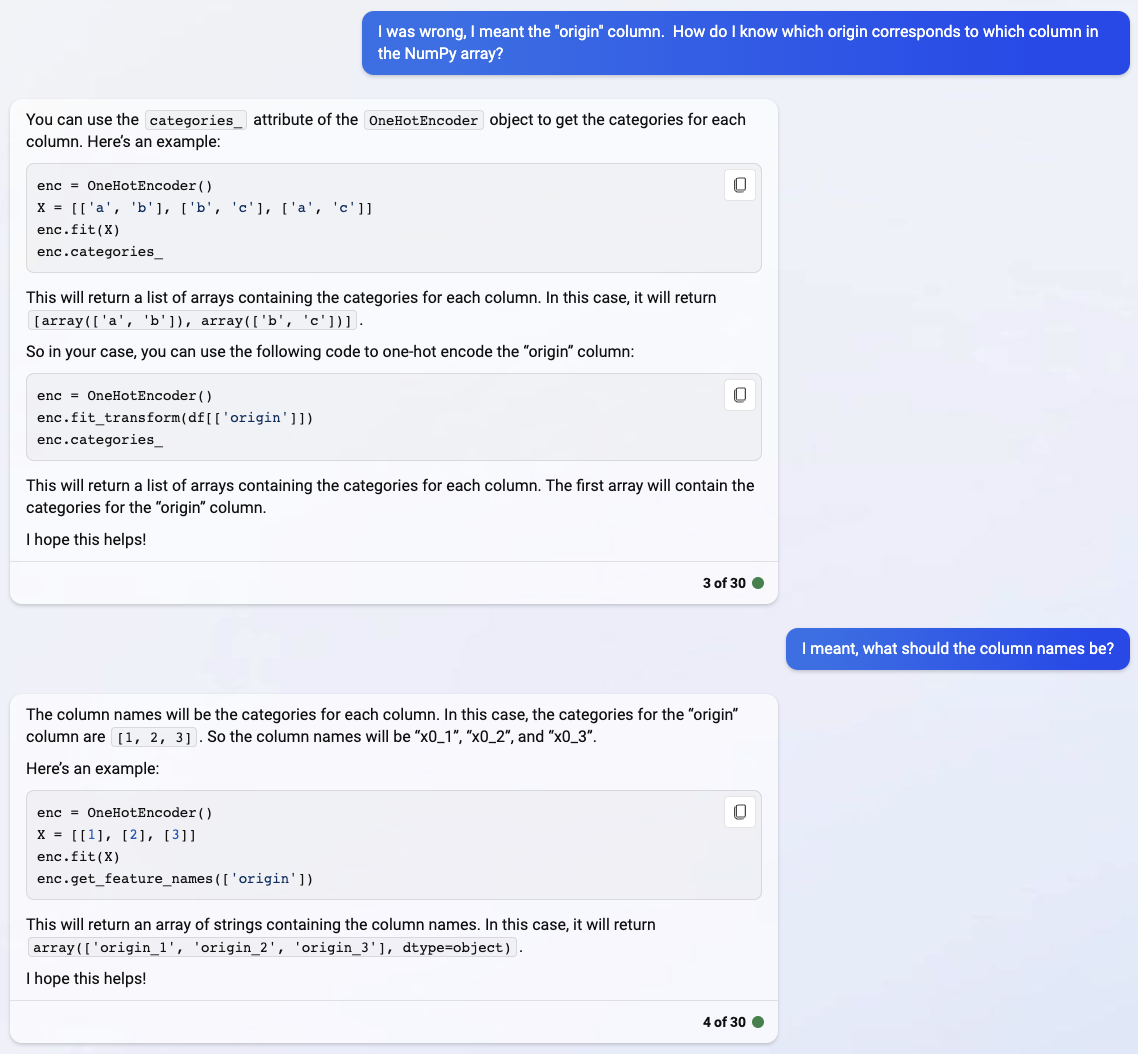 I was wrong, I meant the "origin" column.  How do I know which origin corresponds to which column in
the NumPy array?
You can use the categories_ attribute of the OneHotEncoder object to get the categories for each
column. Here’s an example:
enc = OneHotEncoder()
X = [['a', 'b'], ['b', 'c'], ['a', 'c']]
enc.fit(X)
enc.categories_
This will return a list of arrays containing the categories for each column. In this case, it will return
[array(['a', 'b']), array(['b', 'c'])].
So in your case, you can use the following code to one-hot encode the “origin” column:
enc = OneHotEncoder()
enc.fit_transform(df[['origin']])
enc.categories_
This will return a list of arrays containing the categories for each column. The first array will contain the
categories for the “origin” column.
I hope this helps!
3 of 30
I meant, what should the column names be?
The column names will be the categories for each column. In this case, the categories for the “origin”
column are [1, 2, 3]. So the column names will be “x0_1”, “x0_2”, and “x0_3”.
Here’s an example:
enc = OneHotEncoder()
X = [[1], [2], [3]]
enc.fit(X)
enc.get_feature_names(['origin'])
This will return an array of strings containing the column names. In this case, it will return
array(['origin_1', 'origin_2', 'origin_3'], dtype=object).
I hope this helps!
4 of 30